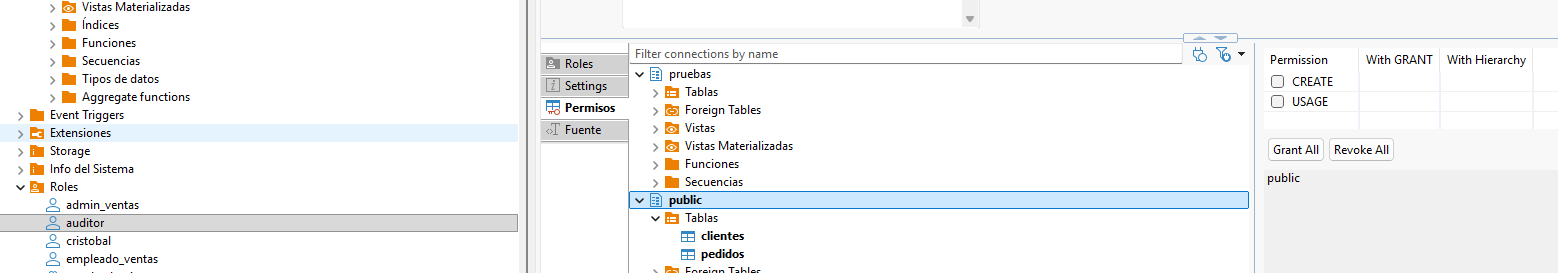 Vistas Materializadas
Índices
Funciones
Secuencias
Tipos de datos
Aggregate functions
Event Triggers
Extensiones
Storage
Info del Sistema
Roles
admin_ventas
auditor
cristobal
empleado_ventas
Roles
Settings
Permisos
Fuente
Filter connections by name
pruebas
Tablas
Foreign Tables
Vistas
Vistas Materializadas
Funciones
Secuencias
public
Tablas
clientes
pedidos
Foreign Tables
Permission With GRANT With Hierarchy
CREATE
USAGE
Grant All Revoke All
public